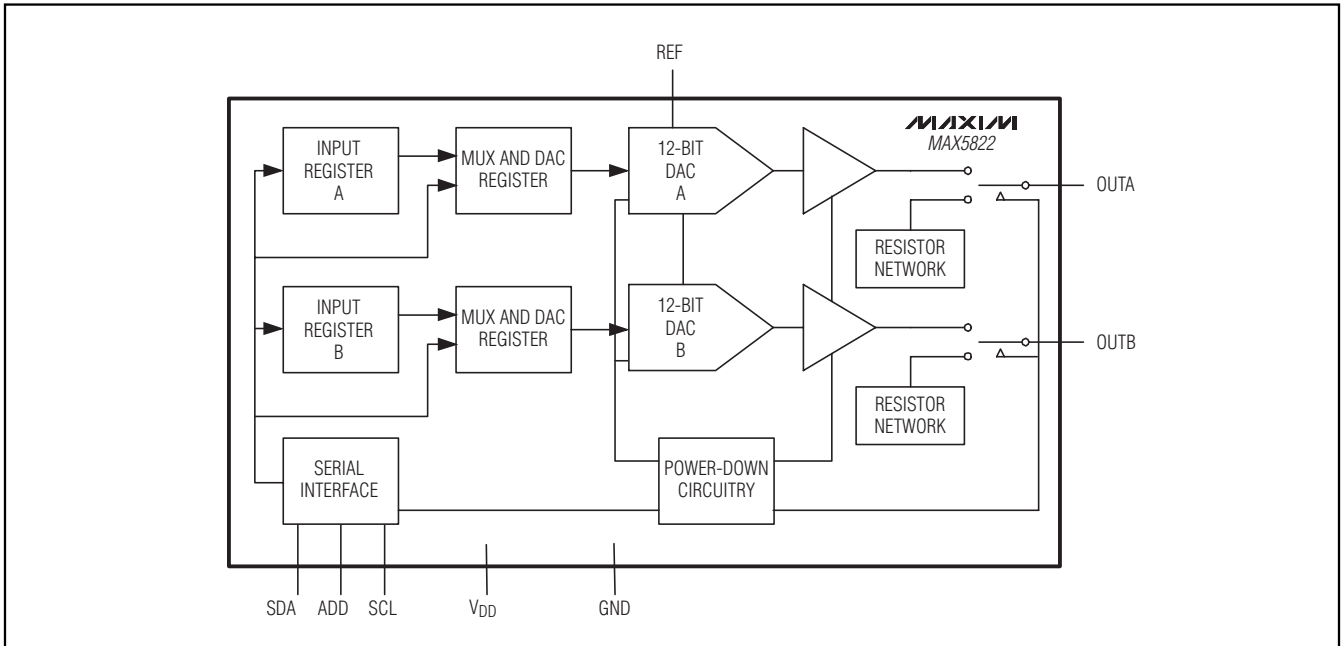 REF
MAXIM
MAX5822
INPUT
REGISTER
A
MUX AND DAC
REGISTER
12-BIT
DAC
A
OUTA
RESISTOR
NETWORK
INPUT
REGISTER
B
MUX AND DAC
REGISTER
12-BIT
DAC
B
OUTB
RESISTOR
NETWORK
SERIAL
INTERFACE
POWER-DOWN
CIRCUITRY
SDA ADD SCL VDD GND